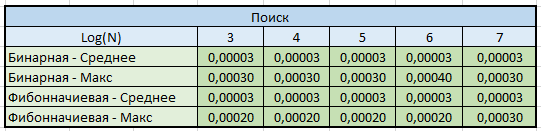 Поиск
Log(N) 3 4 5 6 7
Бинарная - Среднее 0,00003 0,00003 0,00003 0,00003 0,00003
Бинарная - Макс 0,00030 0,00030 0,00030 0,00040 0,00030
Фибонначиевая - Среднее 0,00003 0,00003 0,00003 0,00003 0,00003
Фибонначиевая - Макс 0,00020 0,00020 0,00020 0,00020 0,00030